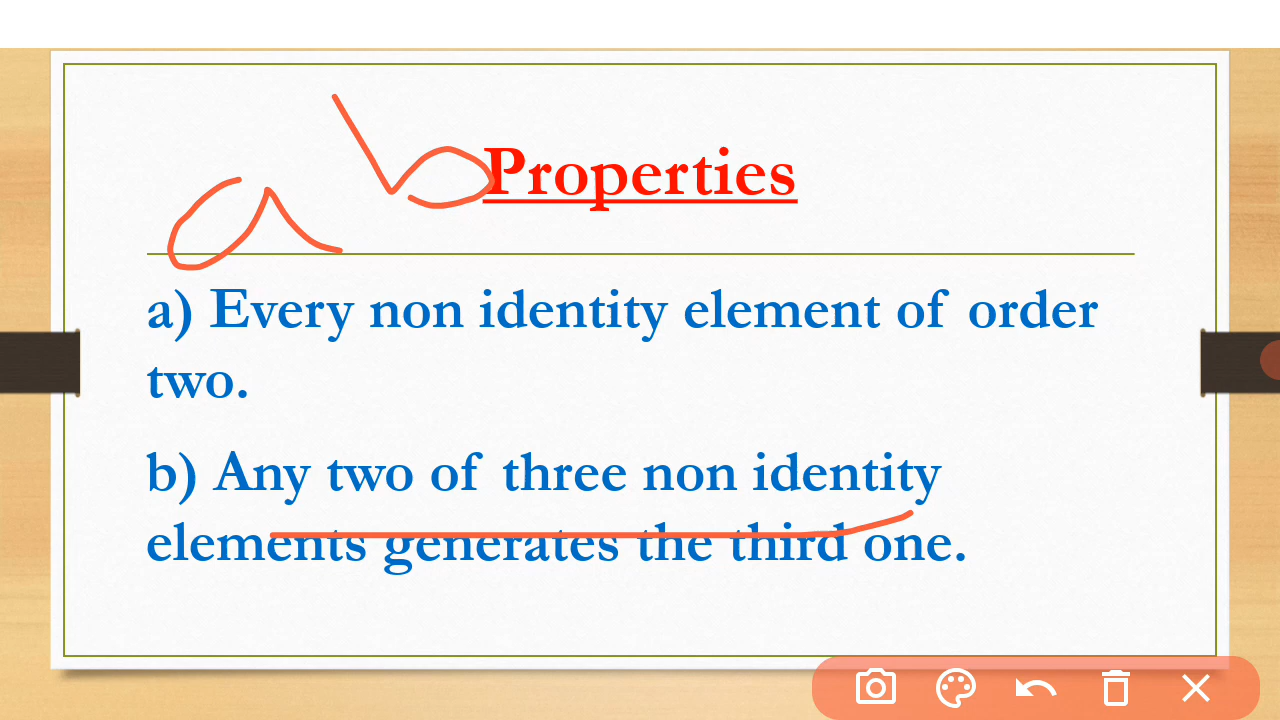 a b
Properties
a) Every non identity element of order
two.
b) Any two of three non identity
elements generates the third one.